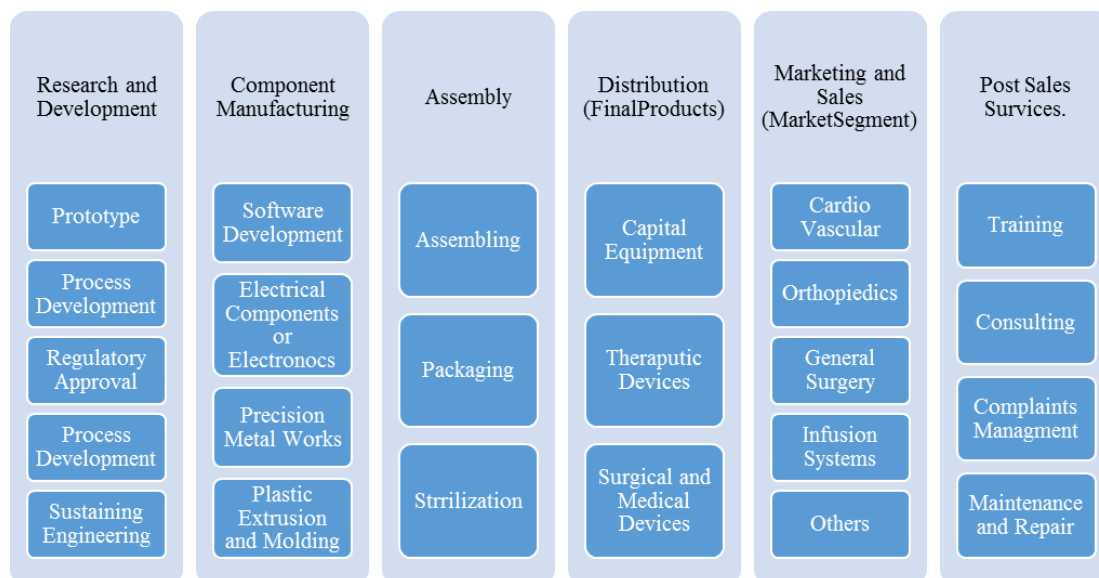 Research and
Development
Prototype
Process
Development
Regulatory
Approval
Process
Development
Sustaining
Engineering
Component
Manufacturing
Software
Development
Electrical
Components
or
Electronocs
Precision
Metal Works
Plastic
Extrusion
and Molding
Assembly
Assembling
Packaging
Strrilization
Distribution
(FinalProducts)
Capital
Equipment
Theraputic
Devices
Surgical and
Medical
Devices
Marketing and
Sales
(MarketSegment)
Cardio
Vascular
Orthopiedics
General
Surgery
Infusion
Systems
Others
Post Sales
Survices.
Training
Consulting
Complaints
Managment
Maintenance
and Repair